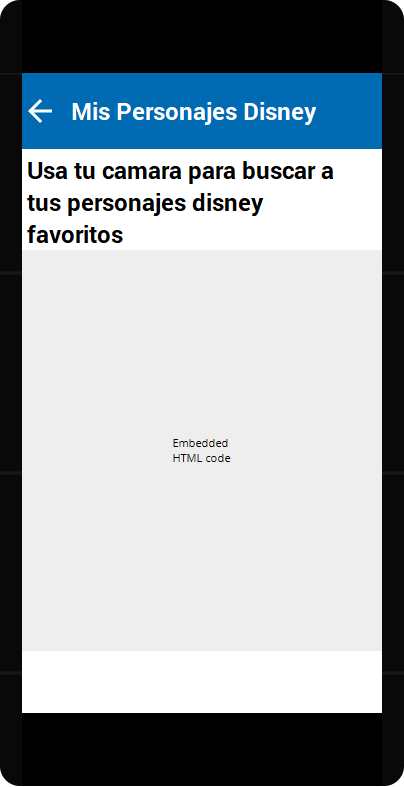 Mis Personajes Disney
Usa tu camara para buscar a
tus personajes disney
favoritos
Embedded
HTML code